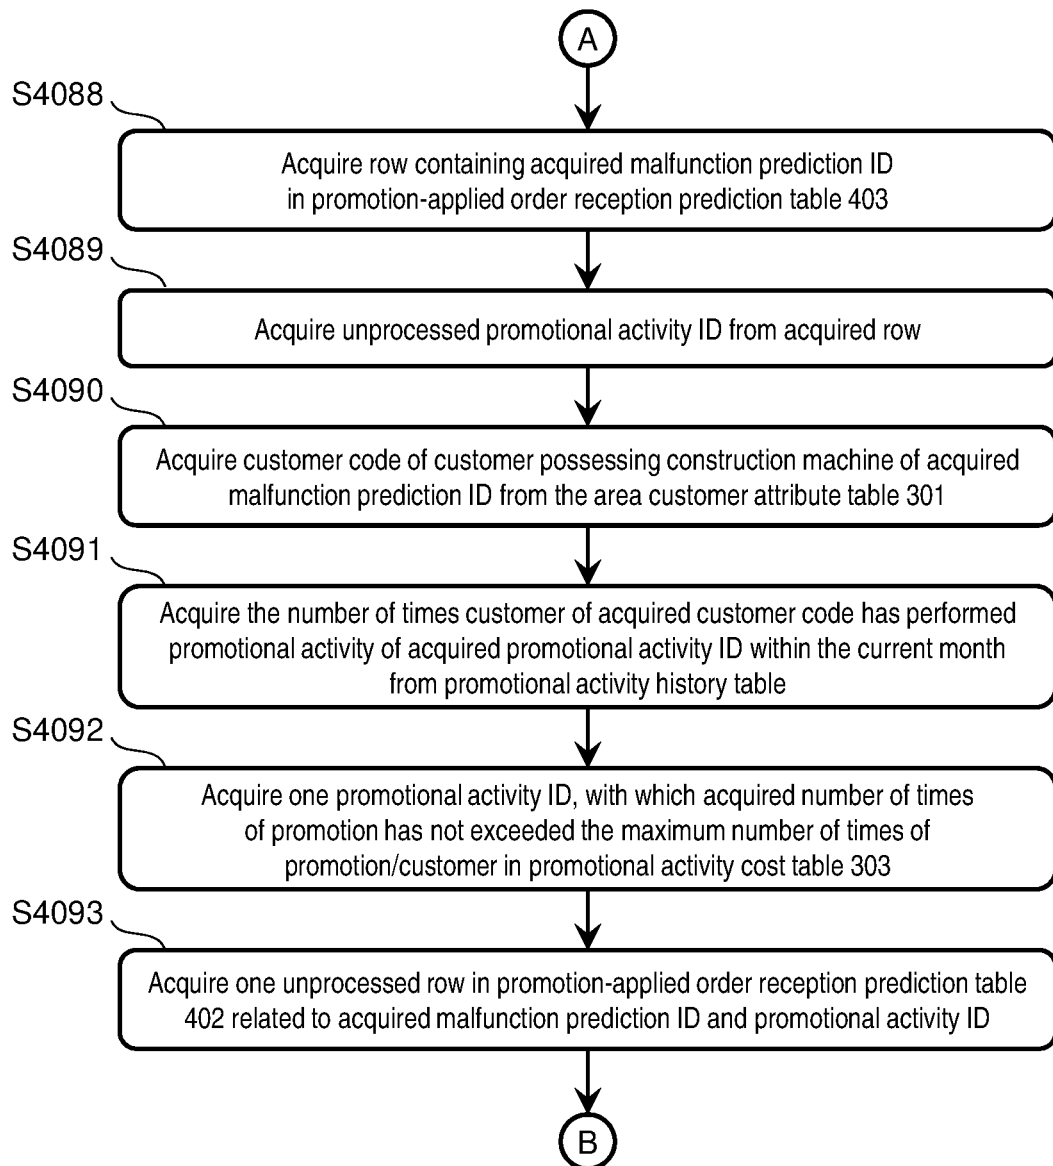 A
S4088
Acquire row containing acquired malfunction prediction ID
in promotion-applied order reception prediction table 403
S4089
Acquire unprocessed promotional activity ID from acquired row
S4090
Acquire customer code of customer possessing construction machine of acquired
malfunction prediction ID from the area customer attribute table 301
S4091
Acquire the number of times customer of acquired customer code has performed
promotional activity of acquired promotional activity ID within the current month
from promotional activity history table
S4092
Acquire one promotional activity ID, with which acquired number of times
of promotion has not exceeded the maximum number of times of
promotion/customer in promotional activity cost table 303
S4093
Acquire one unprocessed row in promotion-applied order reception prediction table
402 related to acquired malfunction prediction ID and promotional activity ID
B